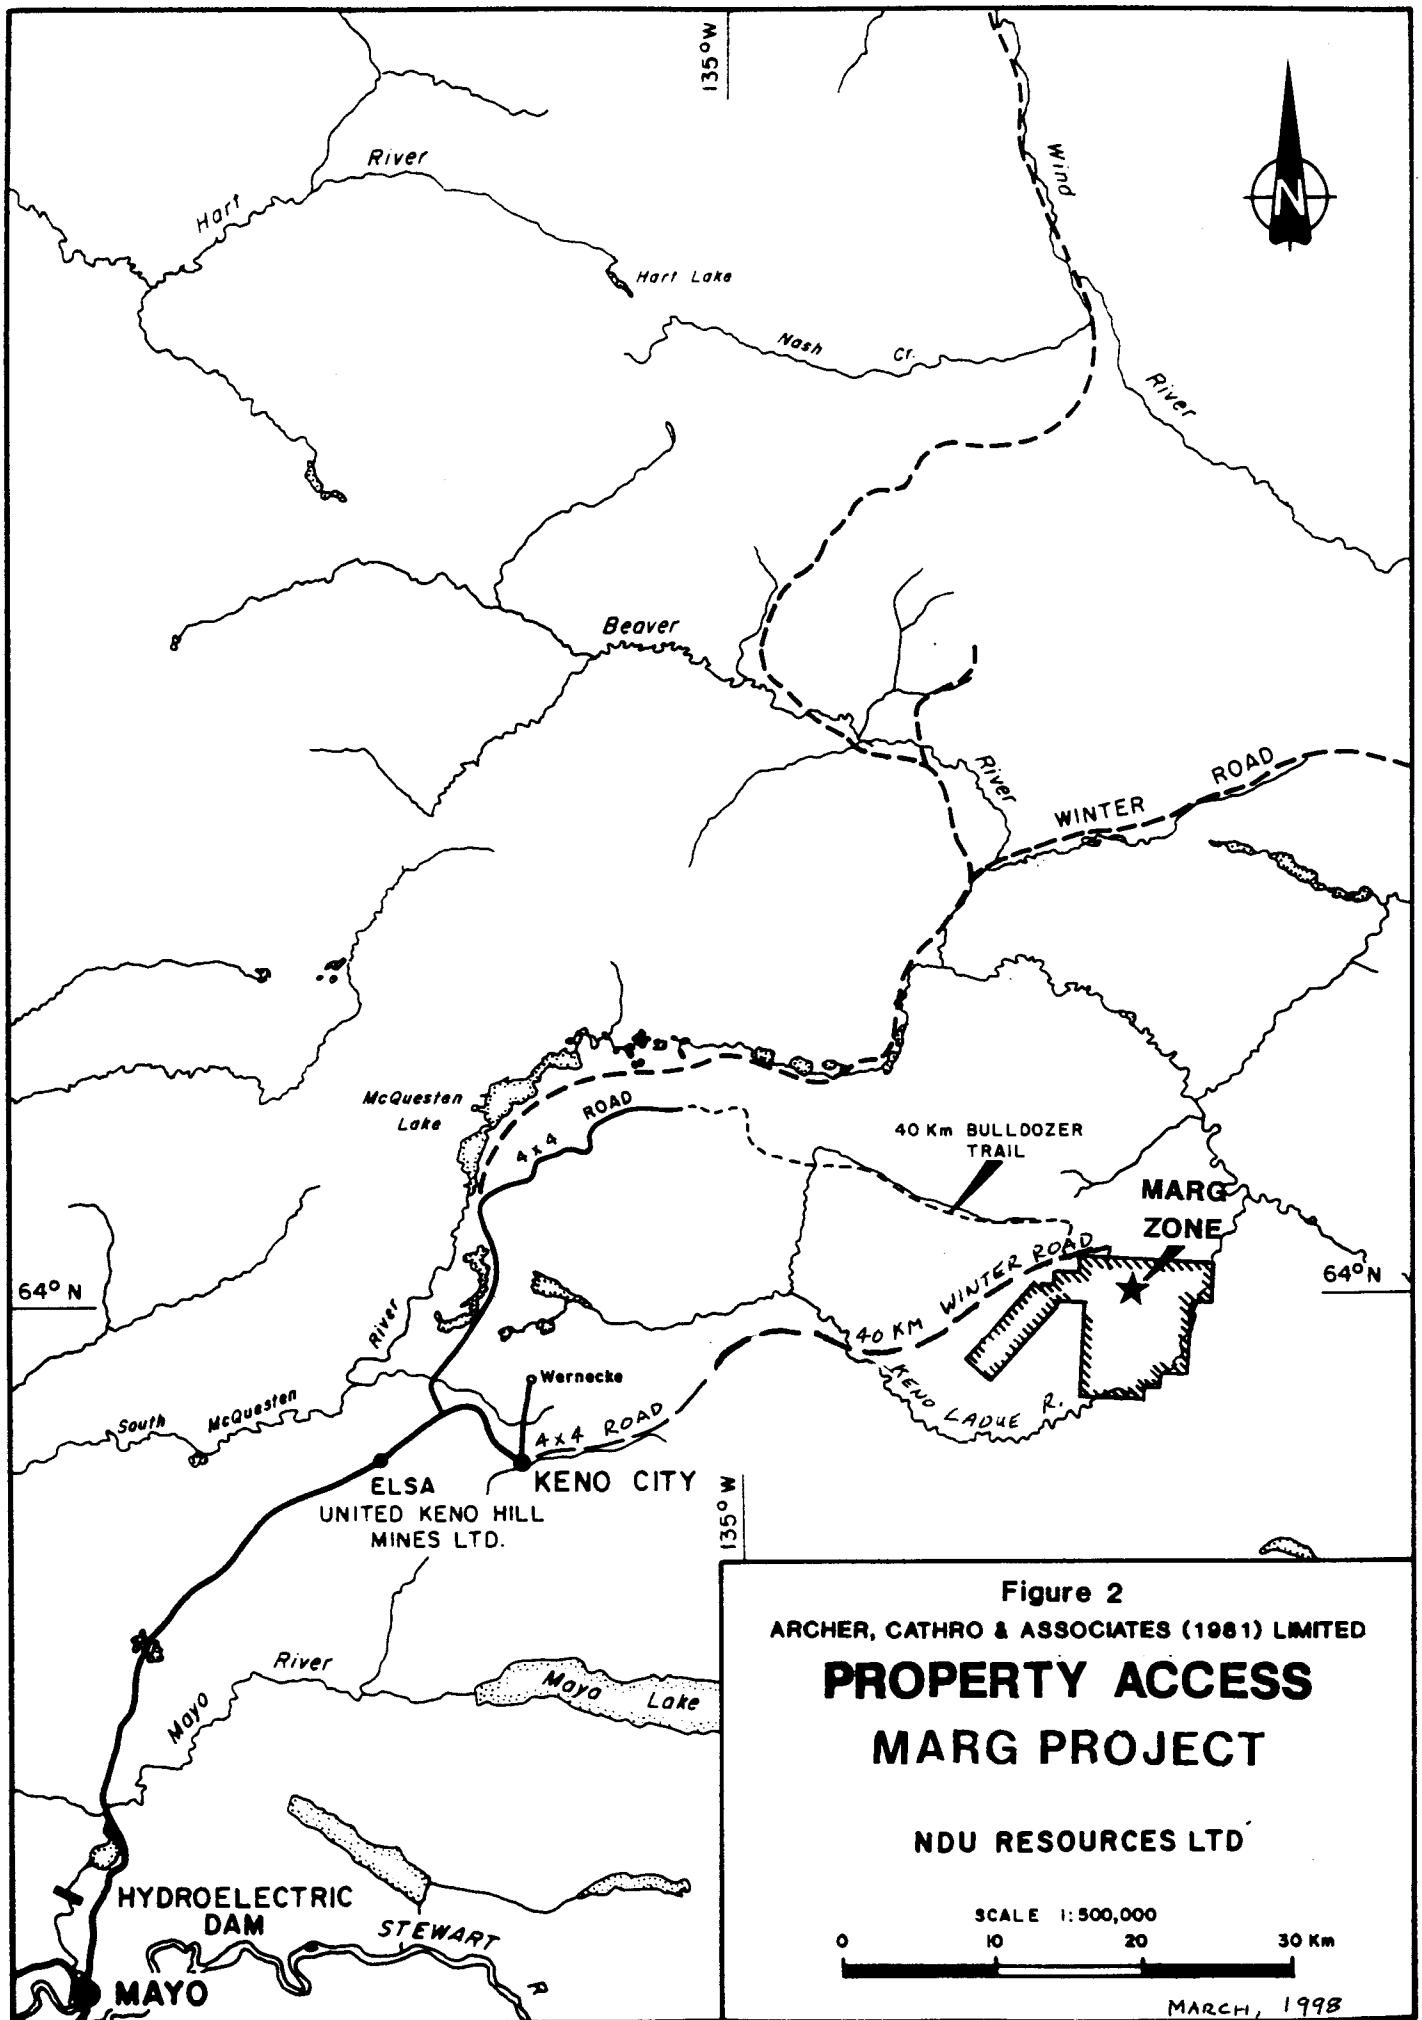 135°W
N
Wind
River
Hart
River
Hart Lake
Nash Cr.
River
Beaver
River
WINTER ROAD
McQuesten
Lake
4x4 ROAD
40 Km BULLDOZER
TRAIL
MARG
ZONE
64° N
64° N
River
40 KM WINTER ROAD
KENO LADUE R.
Wernecke
South McQuesten
4x4 ROAD
KENO CITY
ELSA
UNITED KENO HILL
MINES LTD.
135°W
Mayo River
Mayo Lake
HYDROELECTRIC
DAM
STEWART R
MAYO
Figure 2
ARCHER, CATHRO & ASSOCIATES (1981) LIMITED
PROPERTY ACCESS
MARG PROJECT
NDU RESOURCES LTD
SCALE 1:500,000
0 10 20 30 Km
MARCH, 1998